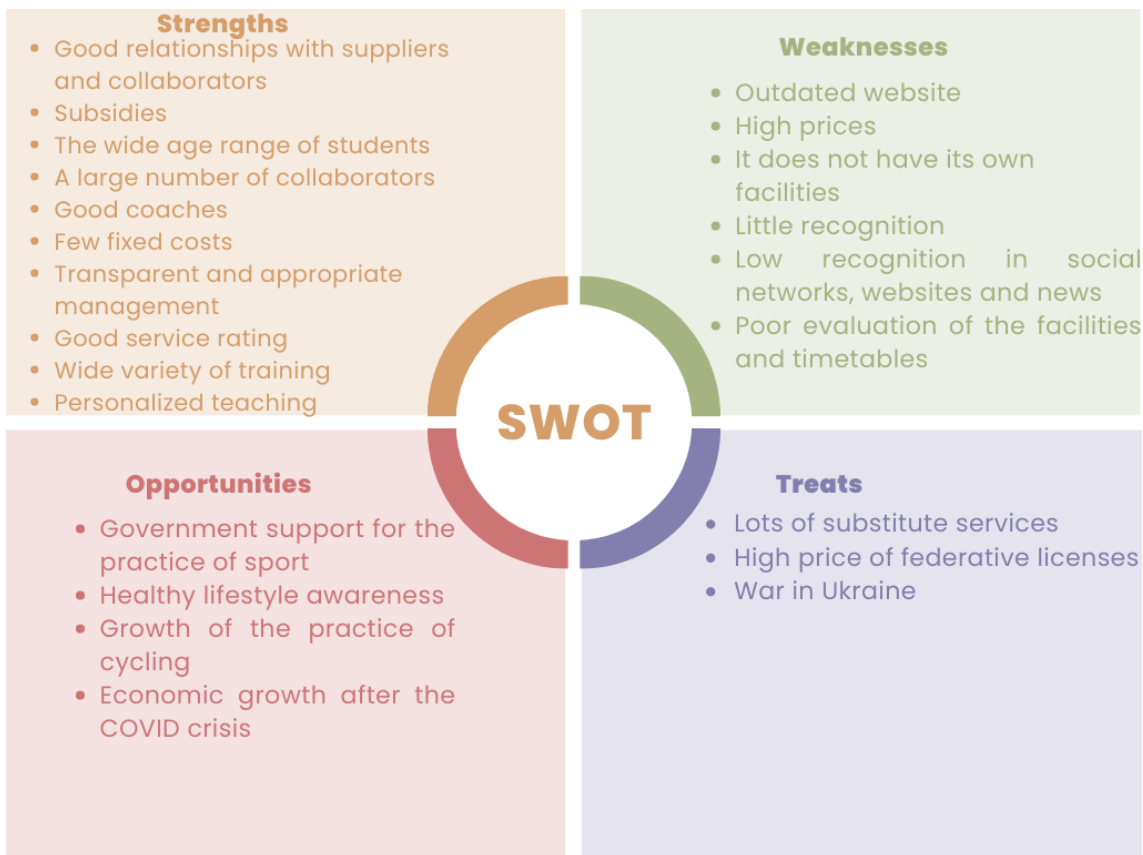 Strengths
Good relationships with suppliers
and collaborators
Subsidies
The wide age range of students
A large number of collaborators
Good coaches
Few fixed costs
Transparent and appropriate
management
Good service rating
Wide variety of training
Personalized teaching
Weaknesses
Outdated website
High prices
It does not have its own
facilities
Little recognition
Low recognition in social
networks, websites and news
Poor evaluation of the facilities
and timetables
SWOT
Opportunities
Government support for the
practice of sport
Healthy lifestyle awareness
Growth of the practice of
cycling
Economic growth after the
COVID crisis
Treats
Lots of substitute services
High price of federative licenses
War in Ukraine